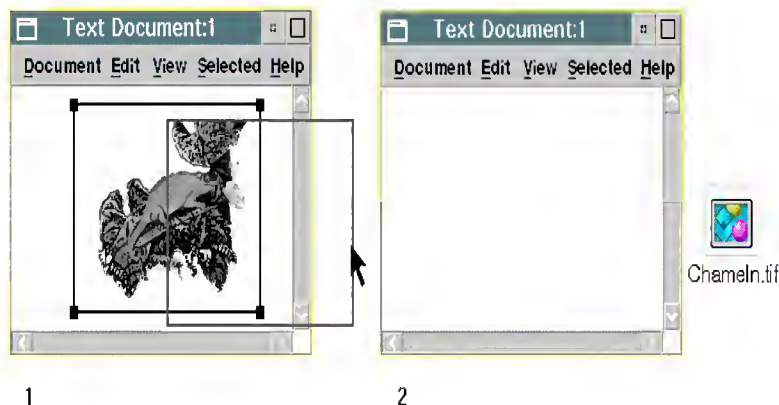 Text Document:1
Document Edit View Selected Help
Text Document:1
Document Edit View Selected Help
Chameln.tif
1
2